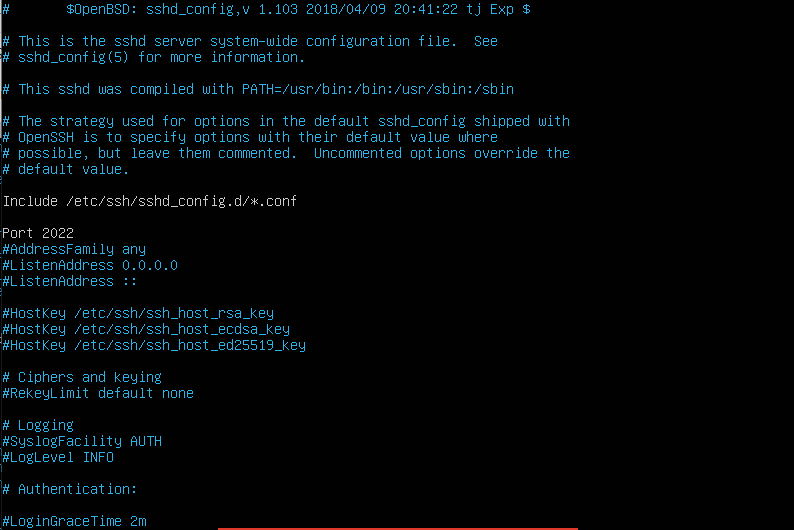 #       $OpenBSD: sshd_config,v 1.103 2018/04/09 20:41:22 tj Exp $
# This is the sshd server system-wide configuration file.  See
# sshd_config(5) for more information.
# This sshd was compiled with PATH=/usr/bin:/bin:/usr/sbin:/sbin
# The strategy used for options in the default sshd_config shipped with
# OpenSSH is to specify options with their default value where
# possible, but leave them commented.  Uncommented options override the
# default value.
Include /etc/ssh/sshd_config.d/*.conf
Port 2022
#AddressFamily any
#ListenAddress 0.0.0.0
#ListenAddress ::
#HostKey /etc/ssh/ssh_host_rsa_key
#HostKey /etc/ssh/ssh_host_ecdsa_key
#HostKey /etc/ssh/ssh_host_ed25519_key
# Ciphers and keying
#RekeyLimit default none
# Logging
#SyslogFacility AUTH
#LogLevel INFO
# Authentication:
#LoginGraceTime 2m